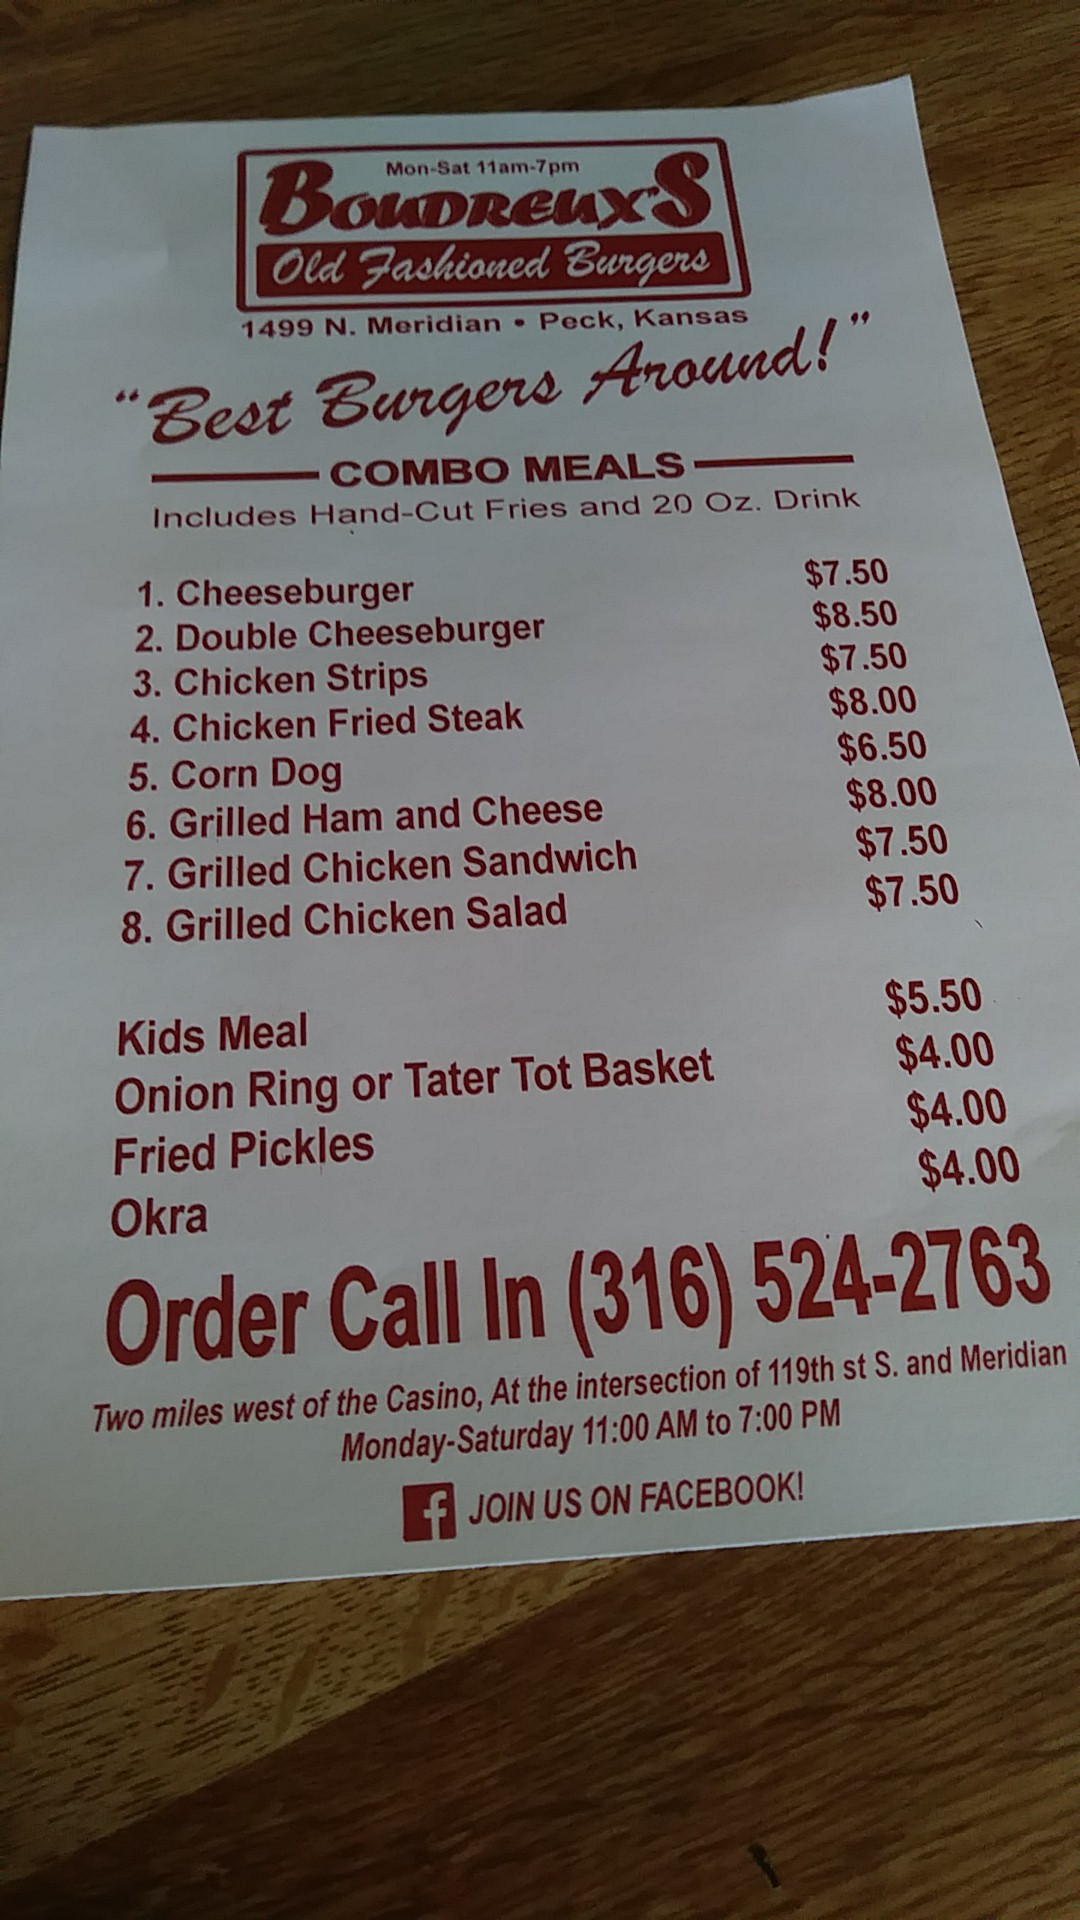 Mon-Sat 11am-7pm
BOUDREUX'S
Old Fashioned Burgers
1499 N. Meridian • Peck, Kansas
"Best Burgers Around!"
COMBO MEALS
Includes Hand-Cut Fries and 20 Oz. Drink
1. Cheeseburger $7.50
2. Double Cheeseburger $8.50
3. Chicken Strips $7.50
4. Chicken Fried Steak $8.00
5. Corn Dog $6.50
6. Grilled Ham and Cheese $8.00
7. Grilled Chicken Sandwich $7.50
8. Grilled Chicken Salad $7.50
Kids Meal $5.50
Onion Ring or Tater Tot Basket $4.00
Fried Pickles $4.00
Okra $4.00
Order Call In (316) 524-2763
Two miles west of the Casino, At the intersection of 119th st S. and Meridian
Monday-Saturday 11:00 AM to 7:00 PM
f JOIN US ON FACEBOOK!